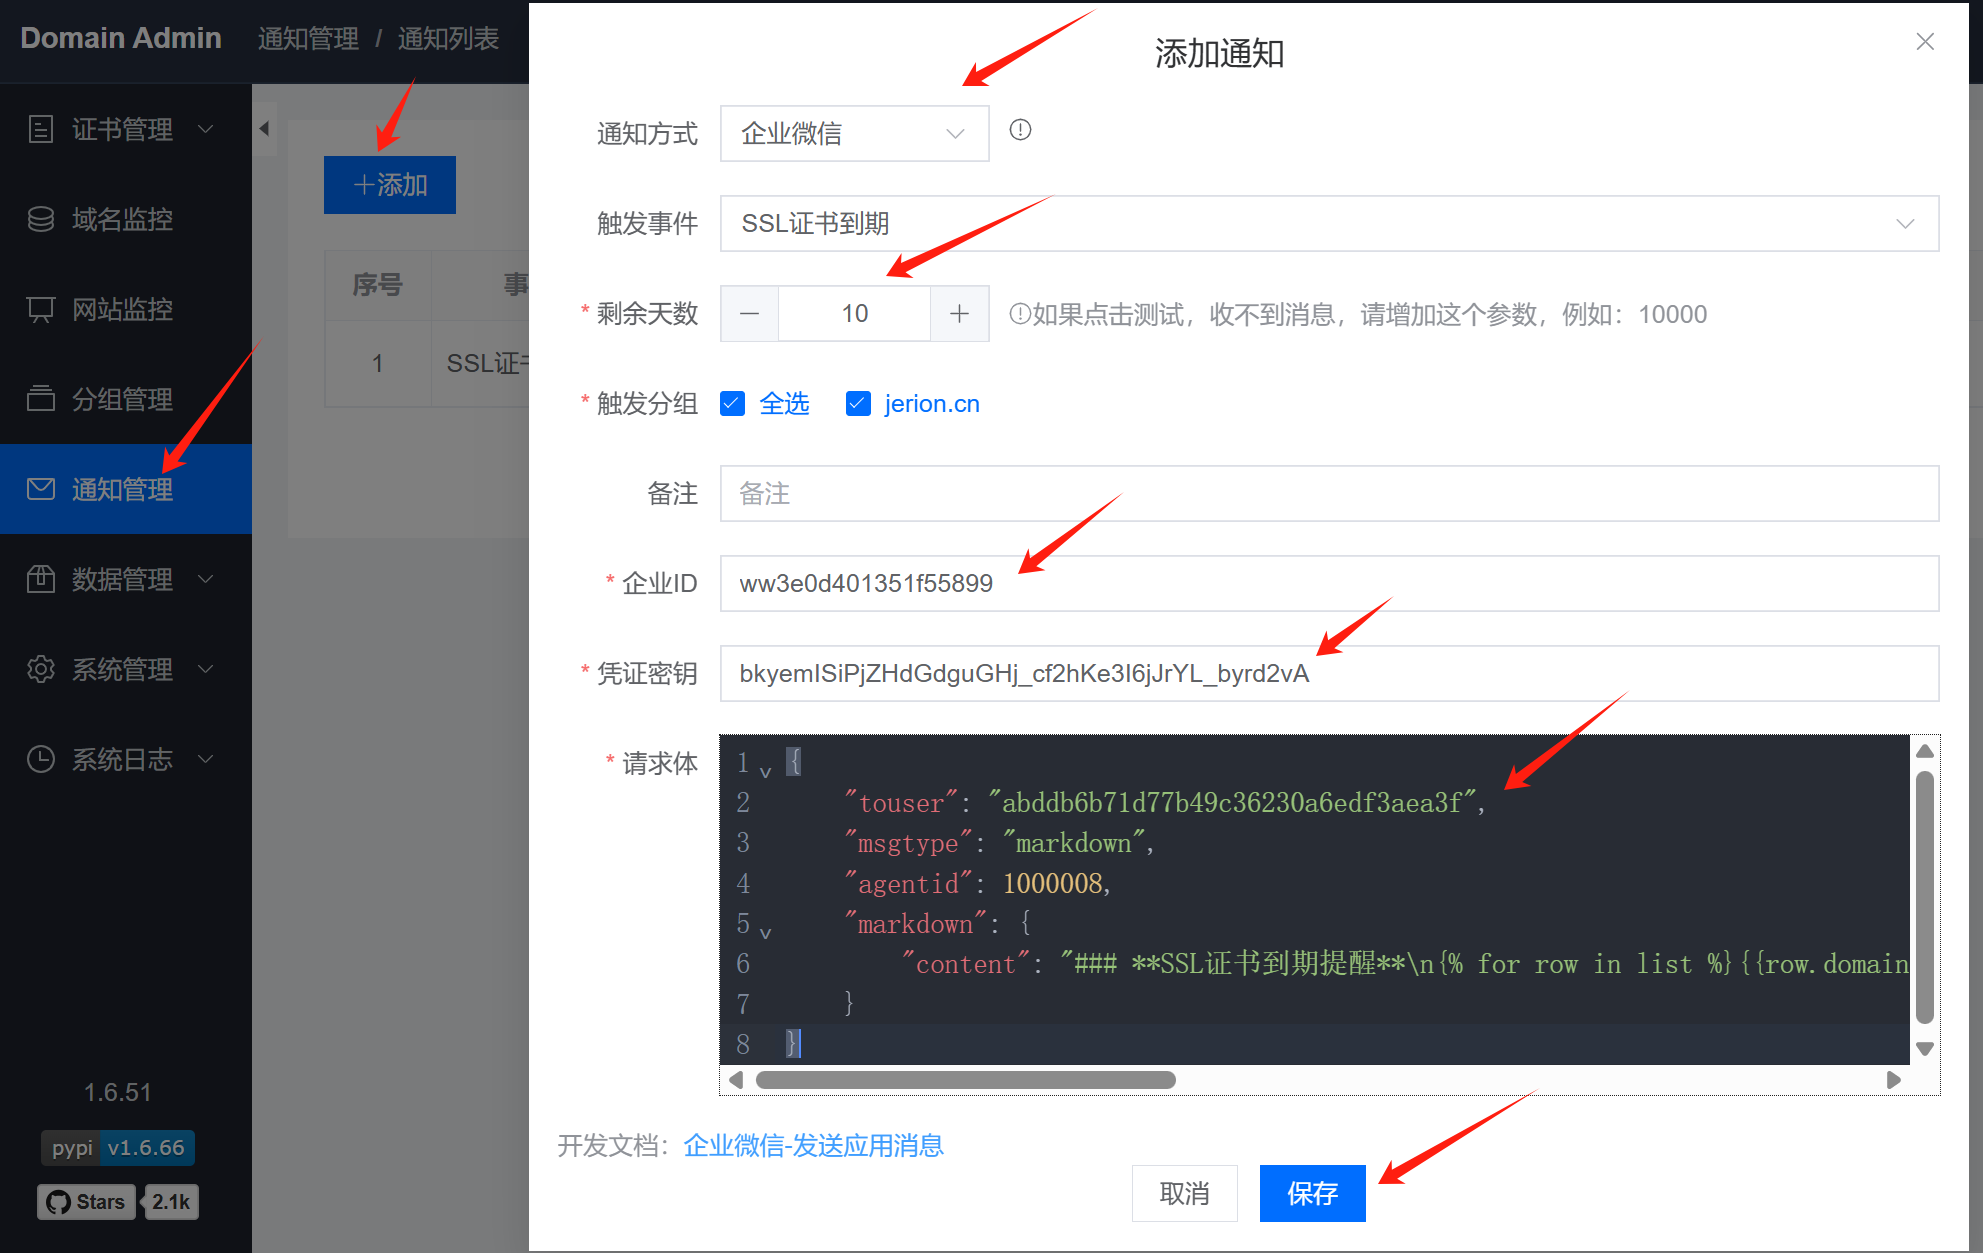 Domain Admin
通知管理 / 通知列表
证书管理
域名监控
网站监控
分组管理
通知管理
数据管理
系统管理
系统日志
1.6.51
pypi v1.6.66
Stars 2.1k
+添加
序号 事
1 SSL证书
添加通知
通知方式 企业微信
触发事件 SSL证书到期
* 剩余天数 — 10 + 如果点击测试，收不到消息，请增加这个参数，例如：10000
* 触发分组 全选 jerion.cn
备注 备注
* 企业ID ww3e0d401351f55899
* 凭证密钥 bkyemISiPjZHdGdguGHj_cf2hKe3I6jJrYL_byrd2vA
* 请求体
1 {
2 "touser": "abddb6b71d77b49c36230a6edf3aea3f",
3 "msgtype": "markdown",
4 "agentid": 1000008,
5 "markdown": {
6 "content": "### **SSL证书到期提醒**\n{% for row in list %}{{row.domain
7 }
8 }
开发文档：企业微信-发送应用消息
取消 保存